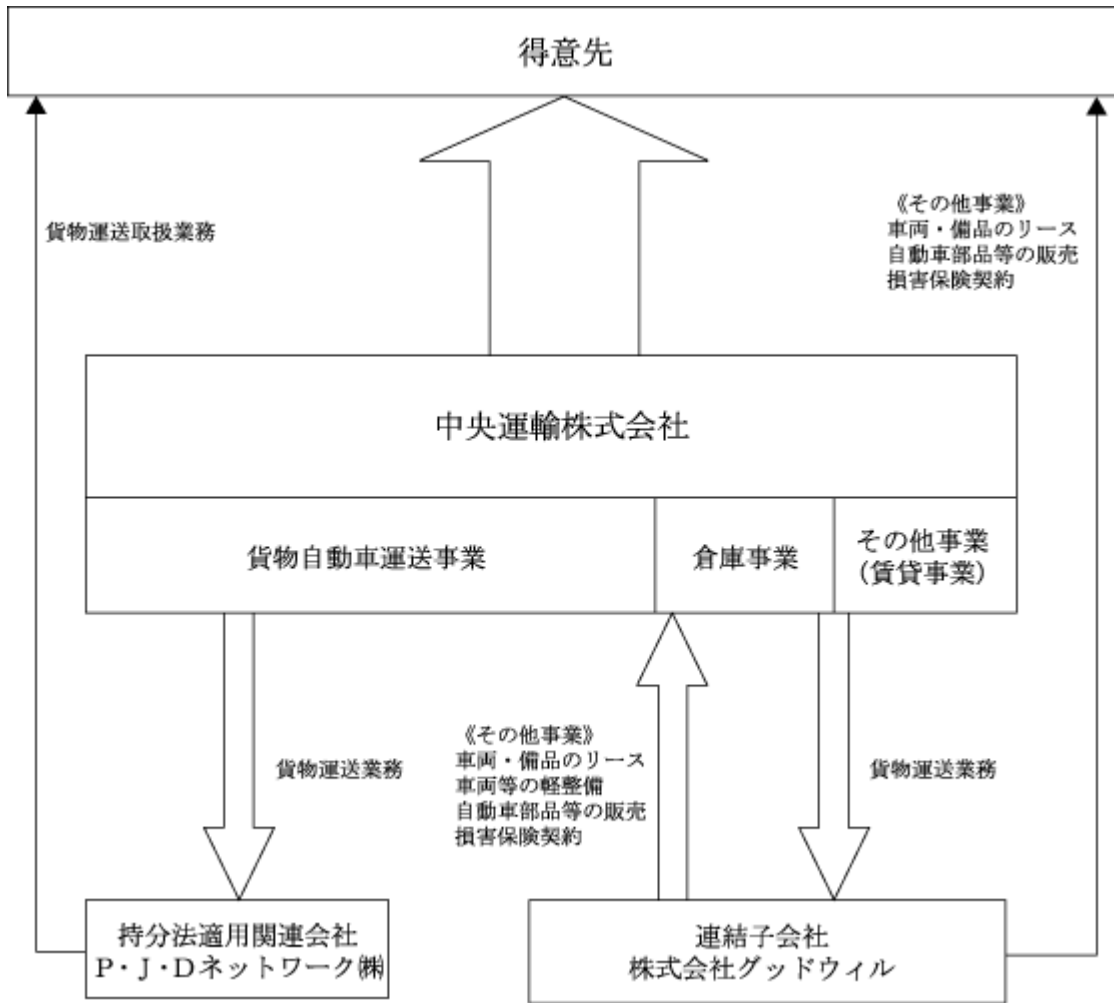 得意先
貨物運送取扱業務
《その他事業》
車両・備品のリース
自動車部品等の販売
損害保険契約
中央運輸株式会社
貨物自動車運送事業
倉庫事業
その他事業
(賃貸事業)
貨物運送業務
《その他事業》
車両・備品のリース
車両等の軽整備
自動車部品等の販売
損害保険契約
貨物運送業務
持分法適用関連会社
P・J・Dネットワーク㈱
連結子会社
株式会社グッドウィル